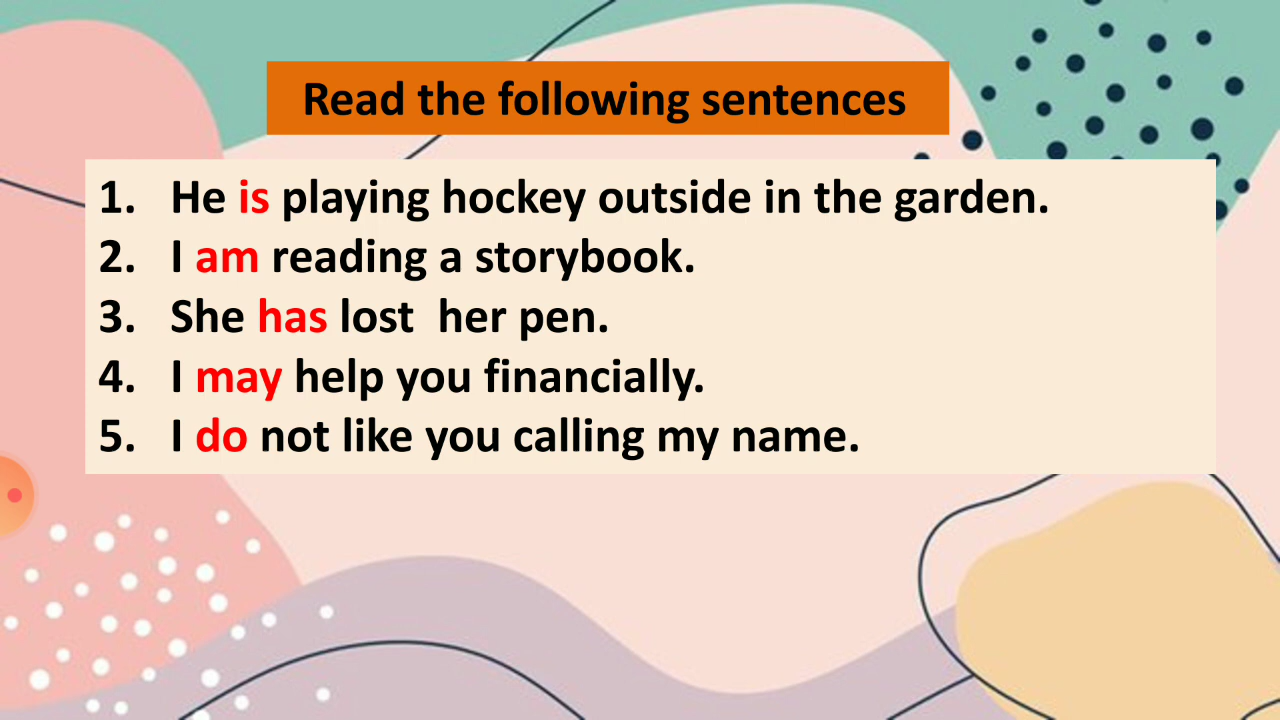 Read the following sentences
1. He is playing hockey outside in the garden.
2. I am reading a storybook.
3. She has lost  her pen.
4. I may help you financially.
5. I do not like you calling my name.